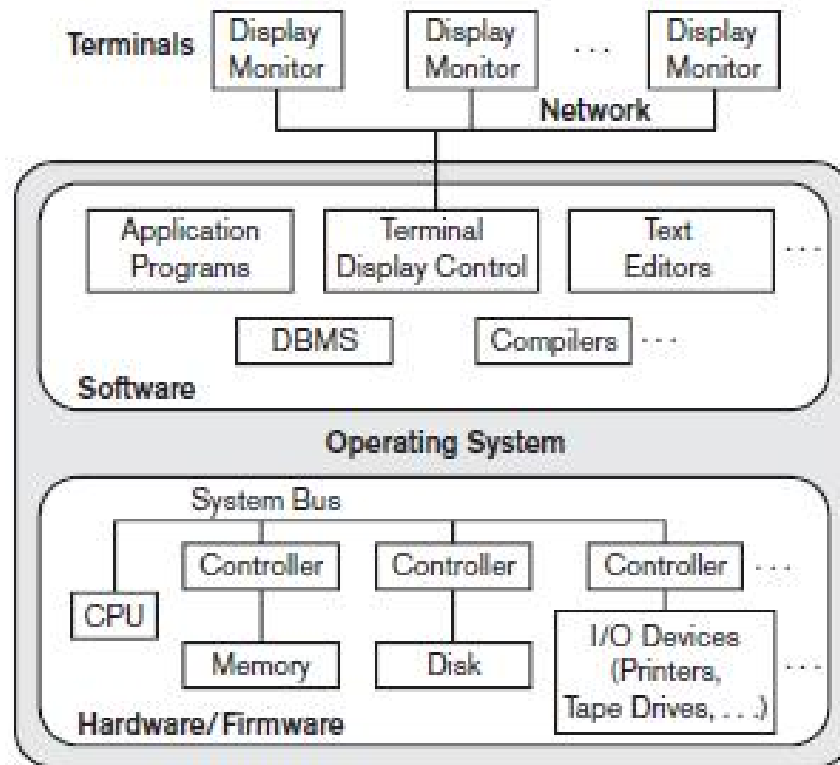 Terminals
Display
Monitor
Display
Monitor
. . .
Display
Monitor
Network
Application
Programs
Terminal
Display Control
Text
Editors
. . .
DBMS
Compilers
. . .
Software
Operating System
System Bus
Controller
Controller
Controller
. . .
CPU
Memory
Disk
I/O Devices
(Printers,
Tape Drives, . . .)
. . .
Hardware/Firmware